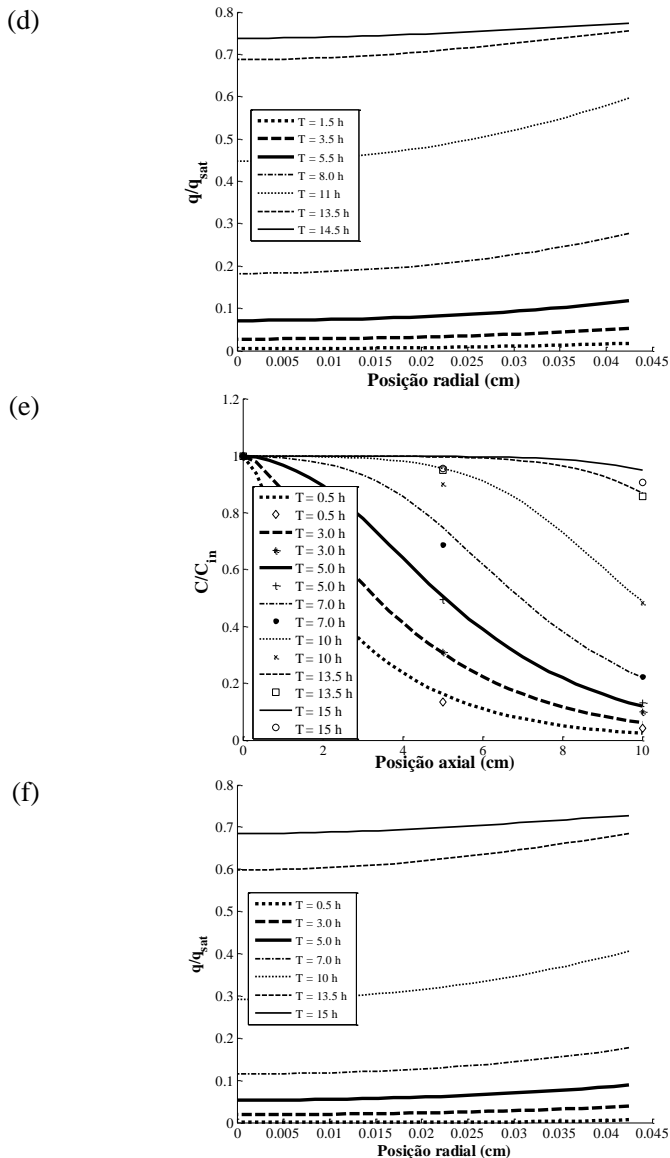 (d)
0.8
0.7
0.6
0.5
0.4
0.3
0.2
0.1
0
q/q_sat
T = 1.5 h
T = 3.5 h
T = 5.5 h
T = 8.0 h
T = 11 h
T = 13.5 h
T = 14.5 h
0 0.005 0.01 0.015 0.02 0.025 0.03 0.035 0.04 0.045
Posição radial (cm)
(e)
1.2
1
0.8
0.6
0.4
0.2
0
C/C_in
T = 0.5 h
T = 0.5 h
T = 3.0 h
T = 3.0 h
T = 5.0 h
T = 5.0 h
T = 7.0 h
T = 7.0 h
T = 10 h
T = 10 h
T = 13.5 h
T = 13.5 h
T = 15 h
T = 15 h
0 2 4 6 8 10
Posição axial (cm)
(f)
0.8
0.7
0.6
0.5
0.4
0.3
0.2
0.1
0
q/q_sat
T = 0.5 h
T = 3.0 h
T = 5.0 h
T = 7.0 h
T = 10 h
T = 13.5 h
T = 15 h
0 0.005 0.01 0.015 0.02 0.025 0.03 0.035 0.04 0.045
Posição radial (cm)